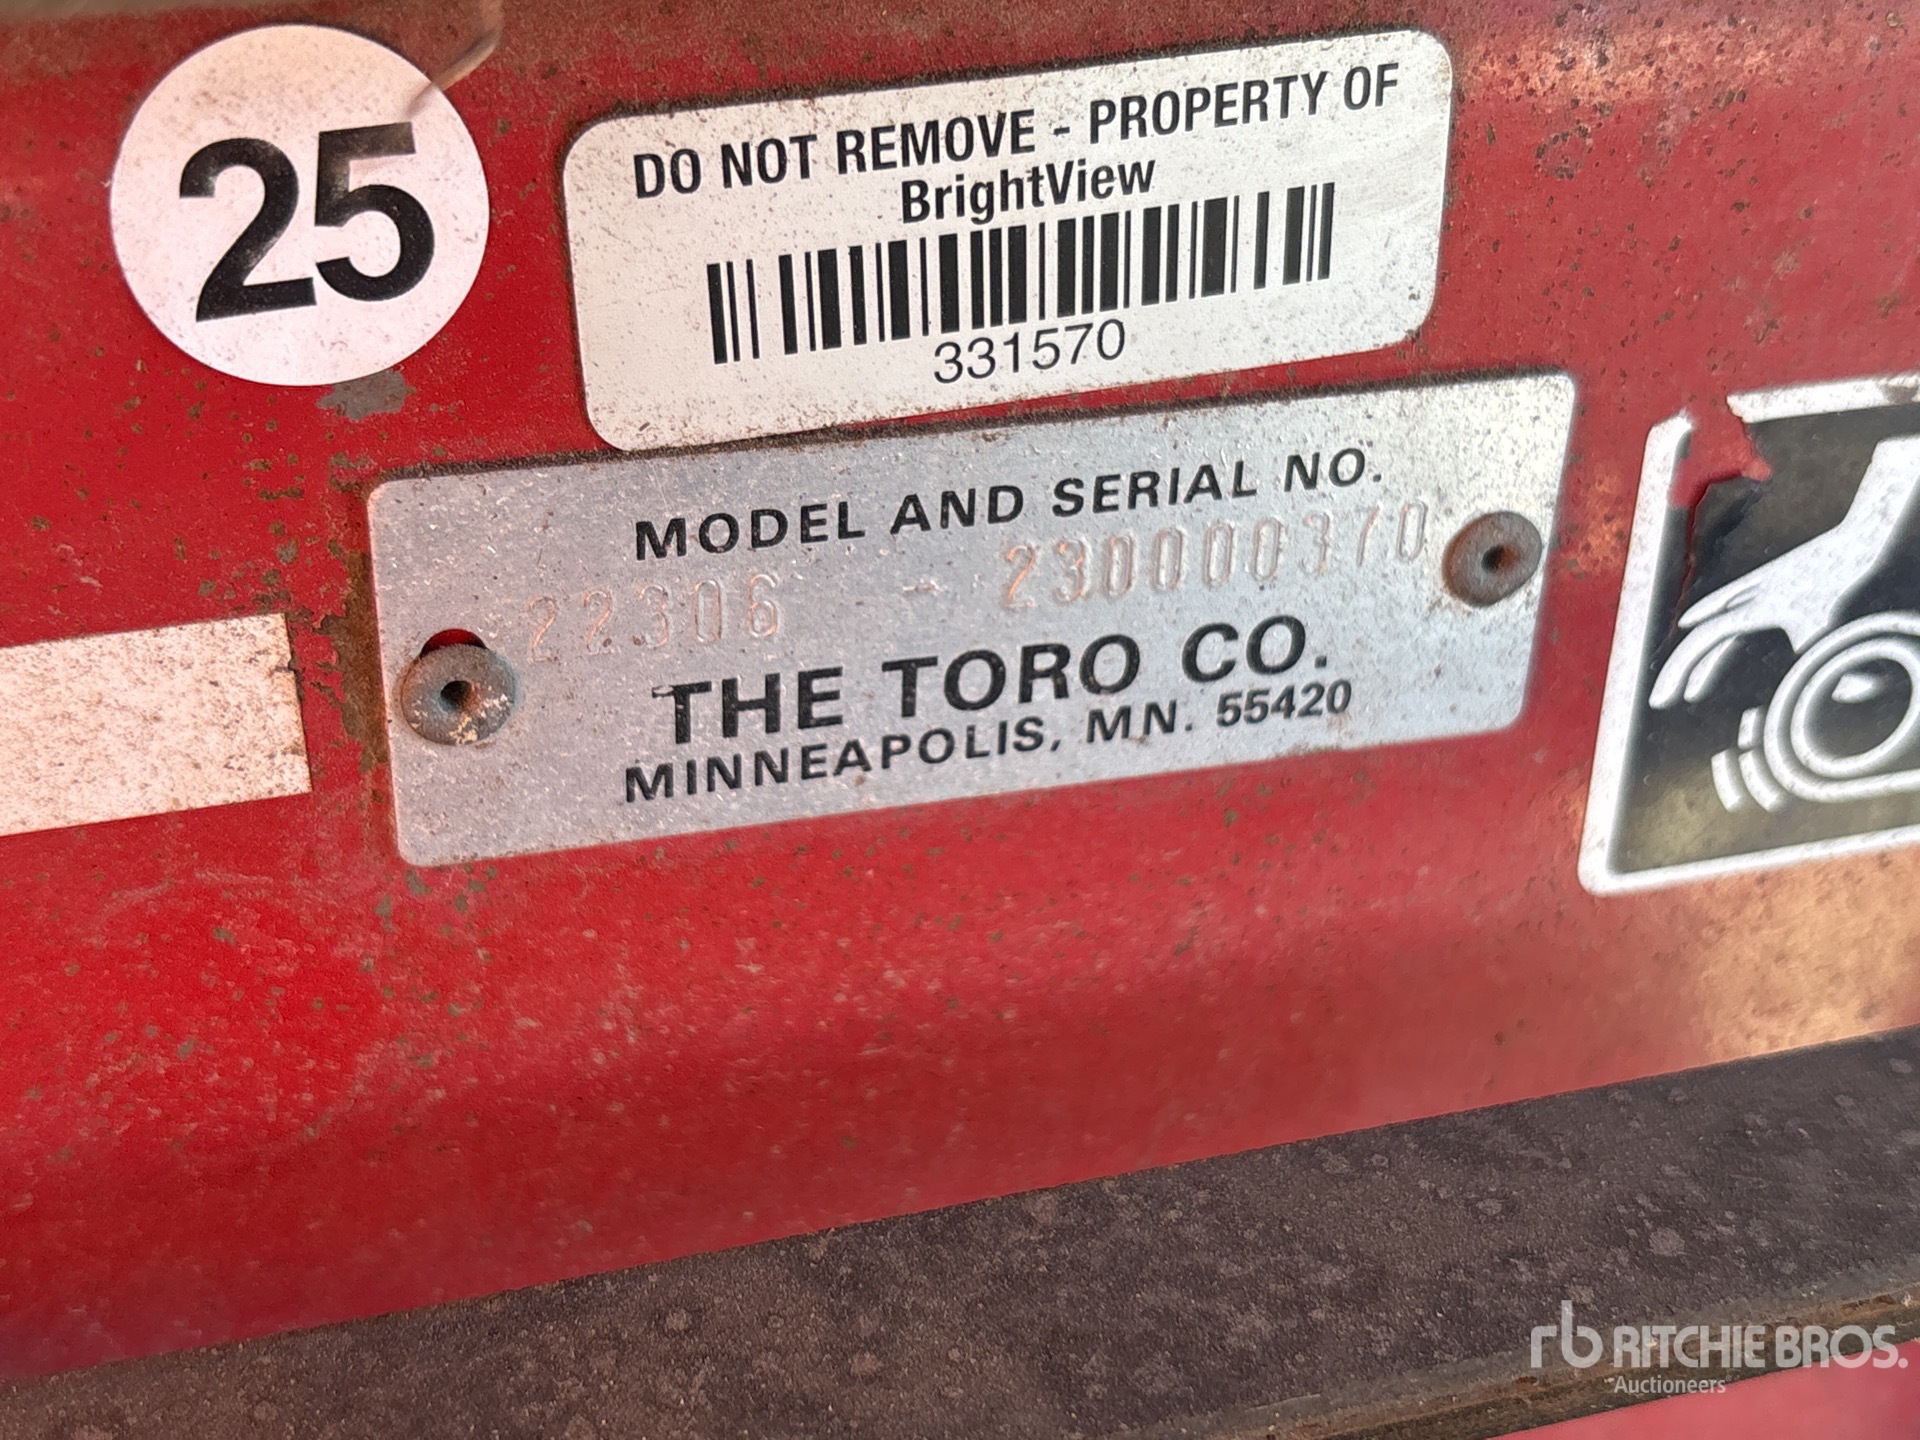 25
DO NOT REMOVE - PROPERTY OF
BrightView
331570
MODEL AND SERIAL NO.
22306 - 230000370
THE TORO CO.
MINNEAPOLIS, MN. 55420
rb RITCHIE BROS.
Auctioneers